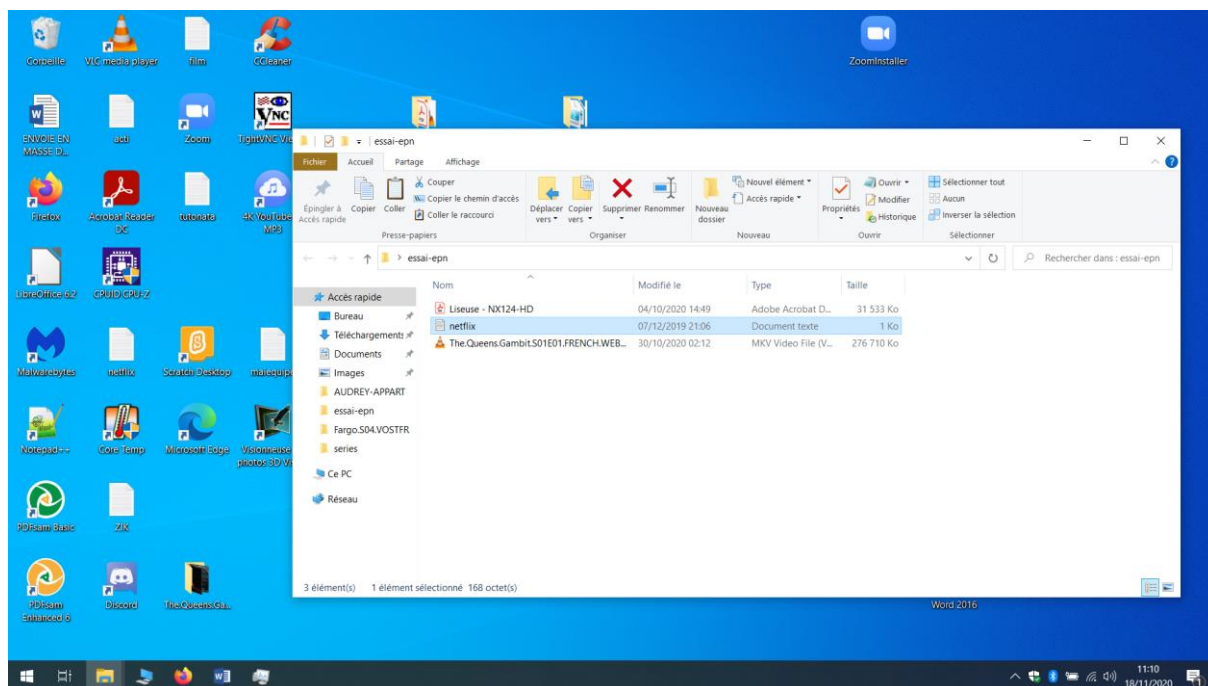 Corbeille
VLC media player
film
CCleaner
ZoomInstaller
ENVOIE EN
MASSE D...
acti
Zoom
TightVNC Vie
Firefox
Acrobat Reader
DC
tutonata
4K YouTube
MP3
LibreOffice 6.2
CPUID CPU-Z
Malwarebytes
netflix
Scratch Desktop
malequipe
Notepad++
Core Temp
Microsoft Edge
Visionneuse
photos 3D Vi
PDFsam Basic
ZIK
PDFsam
Enhanced 6
Discord
The.Queens.Ga...
Word 2016
essai-epn
Fichier Accueil Partage Affichage
Épingler à
Accès rapide
Copier
Coller
Couper
Copier le chemin d'accès
Coller le raccourci
Déplacer
vers
Copier
vers
Supprimer
Renommer
Nouveau
dossier
Nouvel élément
Accès rapide
Propriétés
Ouvrir
Modifier
Historique
Sélectionner tout
Aucun
Inverser la sélection
Presse-papiers Organiser Nouveau Ouvrir Sélectionner
essai-epn
Rechercher dans : essai-epn
Nom Modifié le Type Taille
Liseuse - NX124-HD 04/10/2020 14:49 Adobe Acrobat D... 31 533 Ko
netflix 07/12/2019 21:06 Document texte 1 Ko
The.Queens.Gambit.S01E01.FRENCH.WEB... 30/10/2020 02:12 MKV Video File (V... 276 710 Ko
Accès rapide
Bureau
Téléchargements
Documents
Images
AUDREY-APPART
essai-epn
Fargo.S04.VOSTFR
series
Ce PC
Réseau
3 élément(s) 1 élément sélectionné 168 octet(s)
11:10
18/11/2020